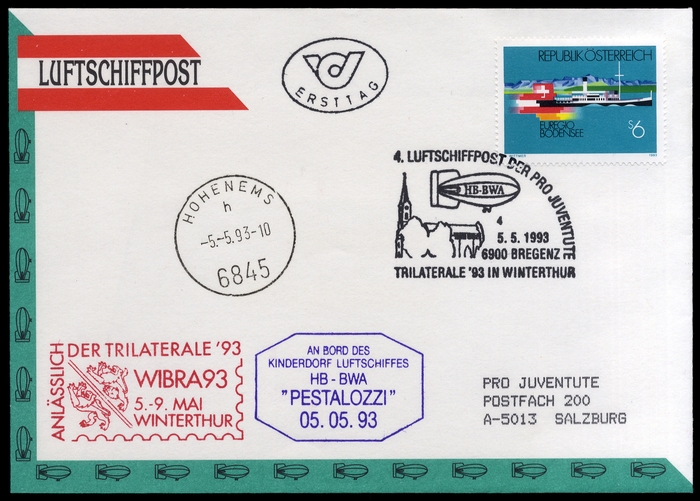 LUFTSCHIFFPOST
ERSTTAG
REPUBLIK ÖSTERREICH
EUREGIO
BODENSEE
S6
1993
4. LUFTSCHIFFPOST DER PRO JUVENTUTE
HB-BWA
4
5. 5. 1993
6900 BREGENZ
TRILATERALE '93 IN WINTERTHUR
HOHENEMS
h
-5.-5.93-10
6845
ANLÄSSLICH
DER TRILATERALE '93
WIBRA93
5.-9. MAI
WINTERTHUR
AN BORD DES
KINDERDORF LUFTSCHIFFES
HB - BWA
"PESTALOZZI"
05. 05. 93
PRO JUVENTUTE
POSTFACH 200
A-5013 SALZBURG